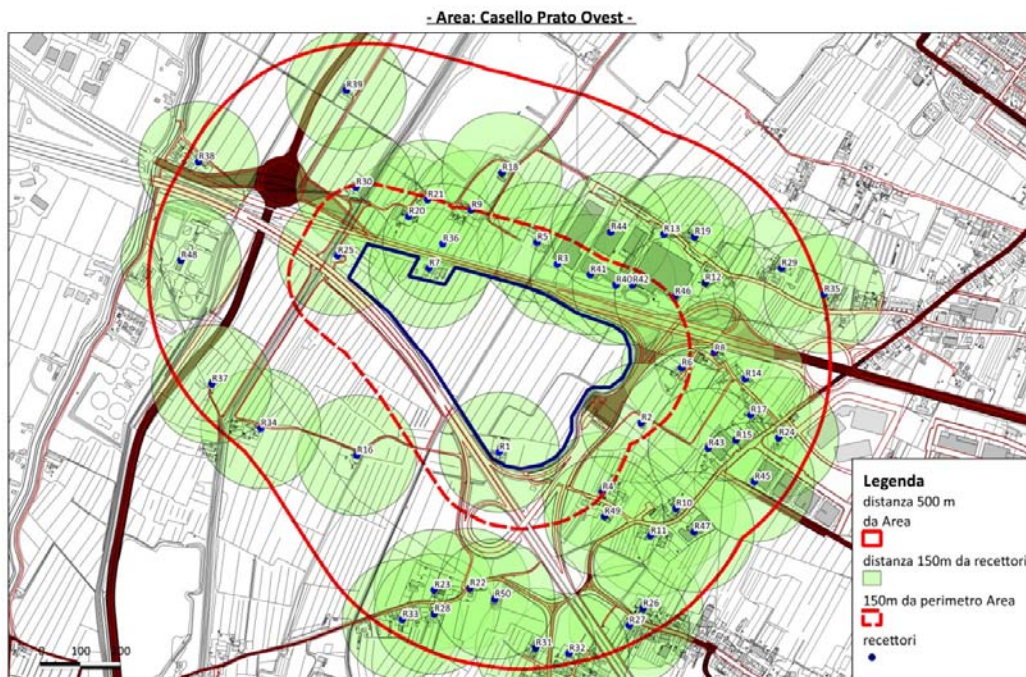 - Area: Casello Prato Ovest -
R39
R38
R18
R30
R21
R20
R9
R36
R5
R44
R13
R19
R48
R25
R7
R3
R41
R40
R42
R12
R46
R29
R35
R8
R6
R14
R37
R17
R2
R34
R16
R1
R43
R15
R24
R45
R4
R49
R10
R11
R47
R23
R22
R50
R33
R28
R26
R27
R31
R32
Legenda
distanza 500 m
da Area
distanza 150m da recettori
150m da perimetro Area
recettori
100